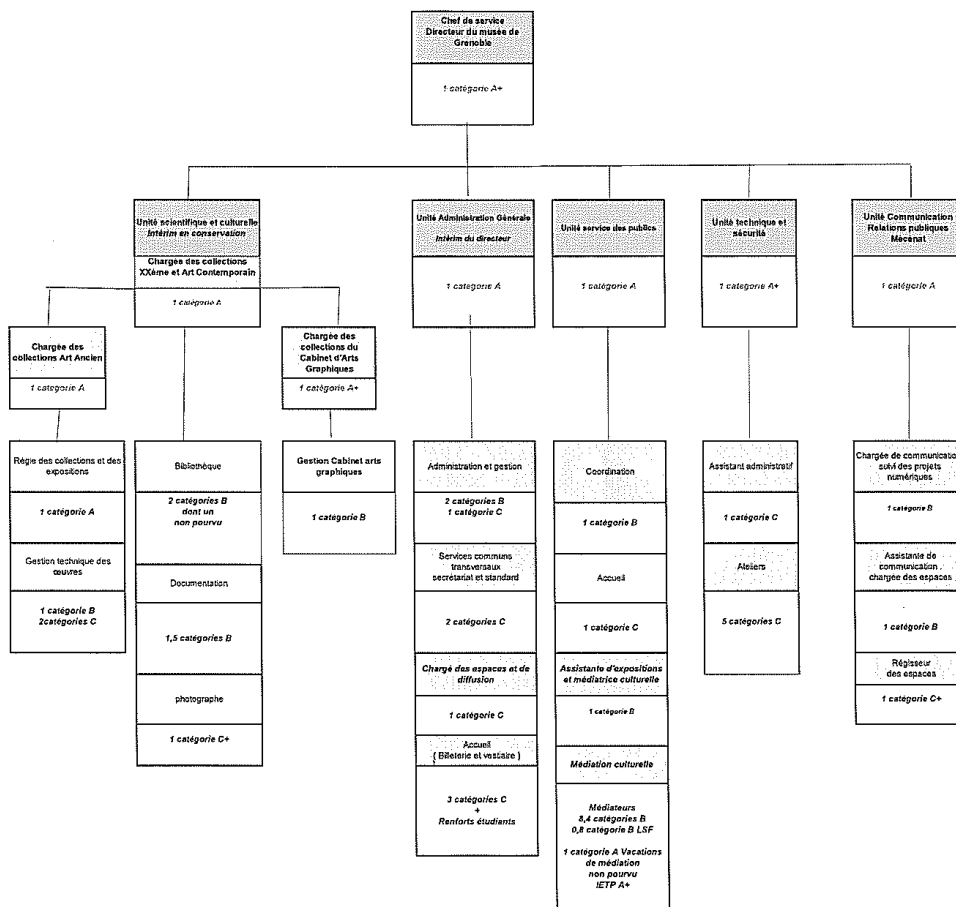 Chef de service
Directeur du musée de
Grenoble
1 catégorie A+
Unité scientifique et culturelle
Intérim en conservation
Chargée des collections
XXème et Art Contemporain
1 catégorie A
Chargée des
collections Art Ancien
1 catégorie A
Règie des collections et des
expositions
1 catégorie A
Gestion technique des
œuvres
1 catégorie B
2catégories C
Bibliothèque
2 catégories B
dont un
non pourvu
Documentation
1,5 catégories B
photographe
1 catégorie C+
Chargée des
collections du
Cabinet d'Arts
Graphiques
1 catégorie A+
Gestion Cabinet arts
graphiques
1 catégorie B
Unité Administration Générale
Intérim du directeur
1 catégorie A
Administration et gestion
2 catégories B
1 catégorie C
Services communs
transversaux
secrétariat et standard
2 catégories C
Chargé des espaces et de
diffusion
1 catégorie C
Accueil
( Billeterie et vestiaire )
3 catégories C
+
Renforts étudiants
Unité service des publics
1 catégorie A
Coordination
1 catégorie B
Accueil
1 catégorie C
Assistante d'expositions
et médiatrice culturelle
1 catégorie B
Médiation culturelle
Médiateurs
8,4 catégories B
0,8 catégorie B LSF
1 catégorie A Vacations
de médiation
non pourvu
IETP A+
Unité technique et
sécurité
1 catégorie A+
Assistant administratif
1 catégorie C
Ateliers
5 catégories C
Unité Communication
Relations publiques
Mécénat
1 catégorie A
Chargée de communication
suivi des projets
numériques
1 catégorie B
Assistante de
communication ,
chargée des espaces
1 catégorie B
Régisseur
des espaces
1 catégorie C+